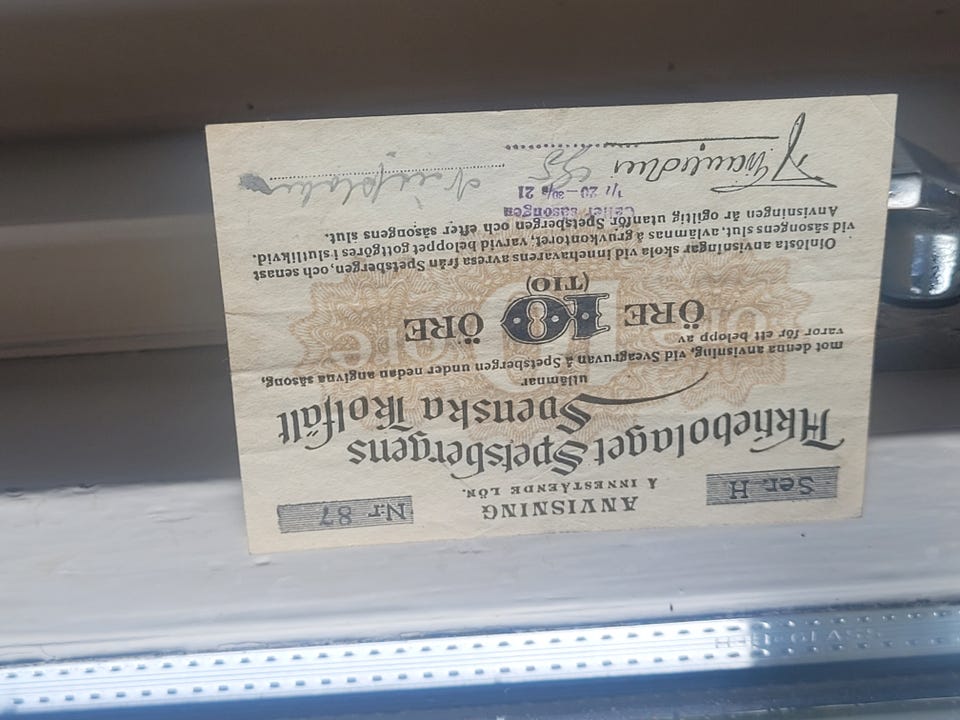 Ser. H
Nr 87
ANVISNING
Å INNESTÅENDE LÖN.
Aktiebolaget Spetsbergens
Svenska Kolfält
utlämnar
mot denna anvisning, vid Sveagruvan å Spetsbergen under nedan angivna säsong,
varor för ett belopp av
ÖRE 10 ÖRE
(TIO)
Oinlösta anvisningar skola vid innehavarens avresa från Spetsbergen, och senast
vid säsongens slut, avlämnas å gruvkontoret, varvid beloppet gottgöres i slutlikvid.
Anvisningen är ogiltig utanför Spetsbergen och efter säsongens slut.
Gäller säsongen
1/7 20–30/6 21